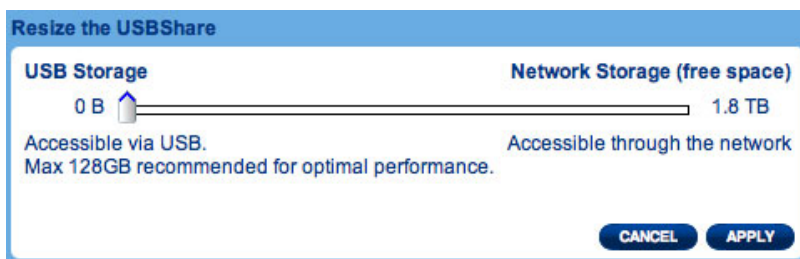 Resize the USBShare
USB Storage Network Storage (free space)
0 B 1.8 TB
Accessible via USB. Accessible through the network
Max 128GB recommended for optimal performance.
CANCEL APPLY